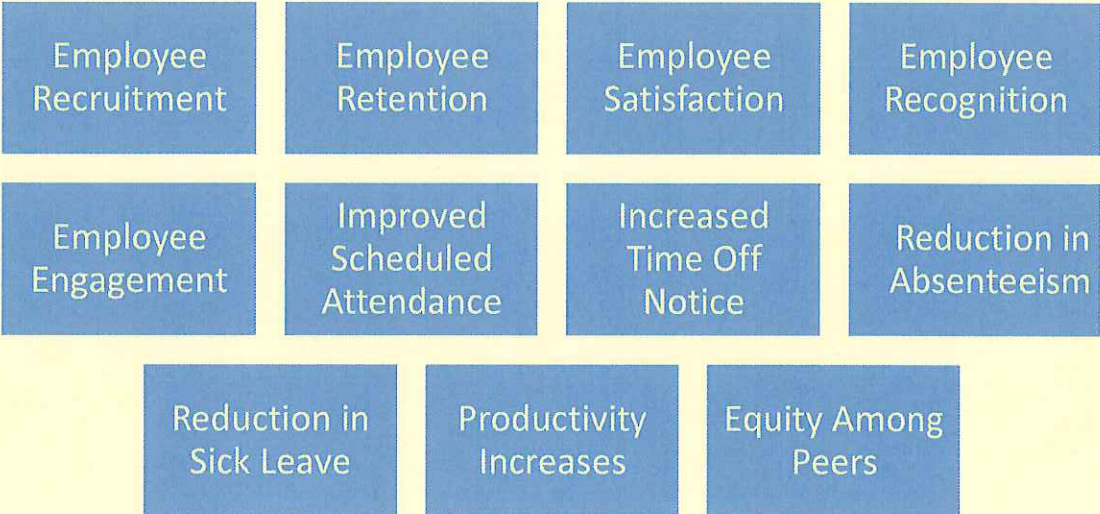 Employee
Recruitment
Employee
Retention
Employee
Satisfaction
Employee
Recognition
Employee
Engagement
Improved
Scheduled
Attendance
Increased
Time Off
Notice
Reduction in
Absenteeism
Reduction in
Sick Leave
Productivity
Increases
Equity Among
Peers